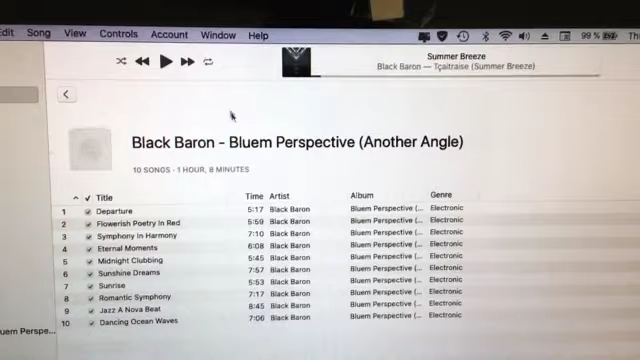 Edit Song View Controls Account Window Help 99 %
Summer Breeze
Black Baron — Tçaitraise (Summer Breeze)
Black Baron - Bluem Perspective (Another Angle)
10 SONGS · 1 HOUR, 8 MINUTES
Title Time Artist Album Genre
1 Departure 5:17 Black Baron Bluem Perspective (... Electronic
2 Flowerish Poetry In Red 5:59 Black Baron Bluem Perspective (... Electronic
3 Symphony In Harmony 7:10 Black Baron Bluem Perspective (... Electronic
4 Eternal Moments 6:08 Black Baron Bluem Perspective (... Electronic
5 Midnight Clubbing 5:45 Black Baron Bluem Perspective (... Electronic
6 Sunshine Dreams 7:57 Black Baron Bluem Perspective (... Electronic
7 Sunrise 5:53 Black Baron Bluem Perspective (... Electronic
8 Romantic Symphony 7:17 Black Baron Bluem Perspective (... Electronic
9 Jazz A Nova Beat 8:45 Black Baron Bluem Perspective (... Electronic
10 Dancing Ocean Waves 7:06 Black Baron Bluem Perspective (... Electronic
uem Perspe...